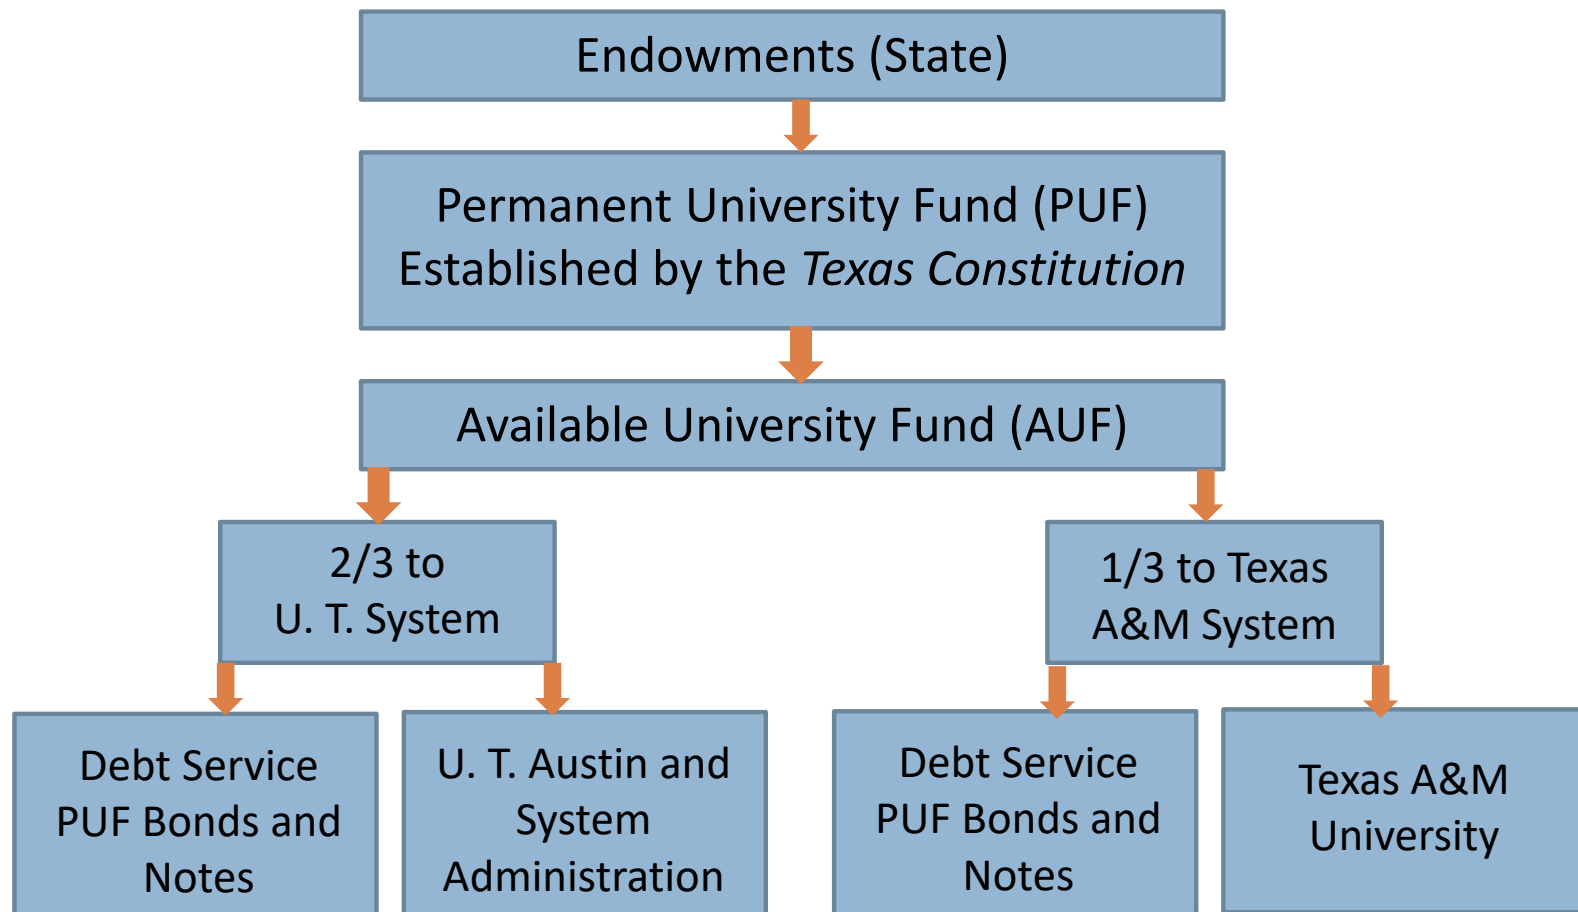 Endowments (State)
Permanent University Fund (PUF)
Established by the Texas Constitution
Available University Fund (AUF)
2/3 to
U. T. System
1/3 to Texas
A&M System
Debt Service
PUF Bonds and
Notes
U. T. Austin and
System
Administration
Debt Service
PUF Bonds and
Notes
Texas A&M
University